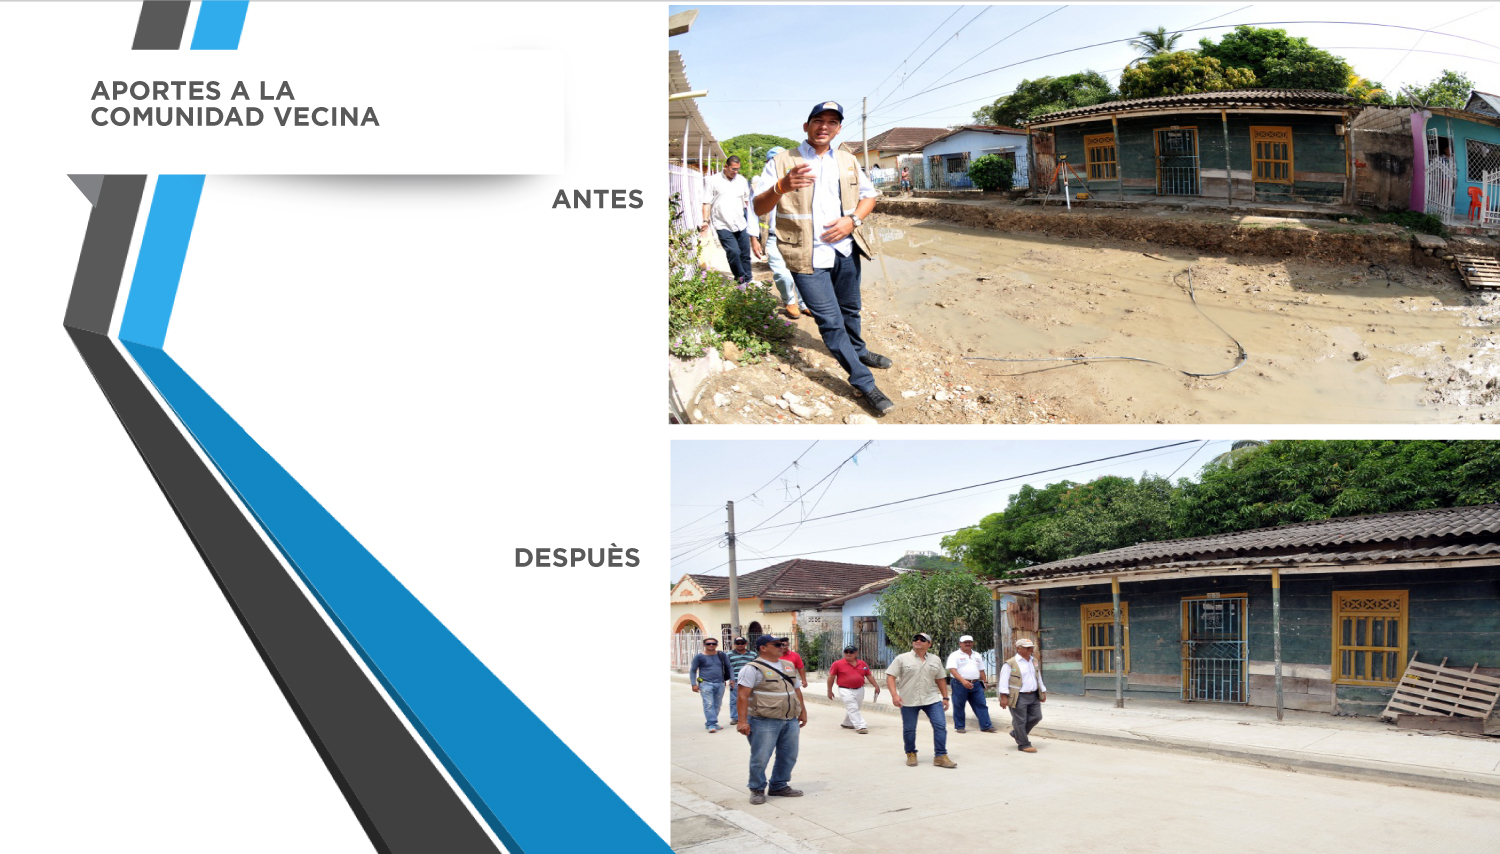 APORTES A LA
COMUNIDAD VECINA
ANTES
DESPUÈS